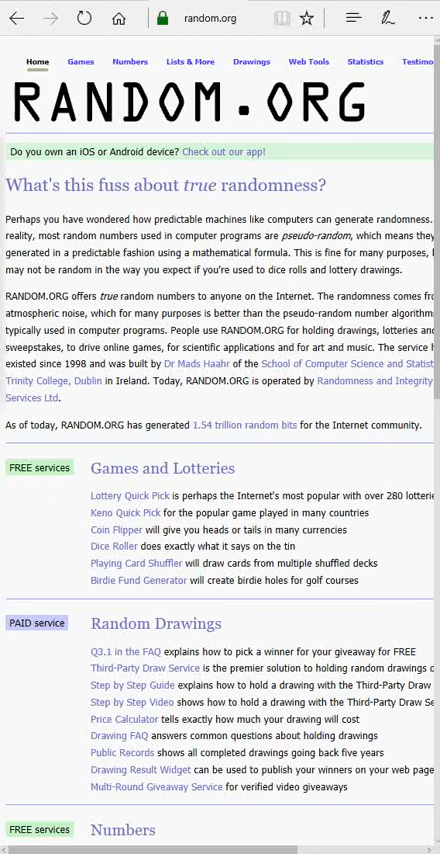 random.org
Home Games Numbers Lists & More Drawings Web Tools Statistics Testimo
RANDOM.ORG
Do you own an iOS or Android device? Check out our app!
What's this fuss about true randomness?
Perhaps you have wondered how predictable machines like computers can generate randomness.
reality, most random numbers used in computer programs are pseudo-random, which means they
generated in a predictable fashion using a mathematical formula. This is fine for many purposes,
may not be random in the way you expect if you're used to dice rolls and lottery drawings.
RANDOM.ORG offers true random numbers to anyone on the Internet. The randomness comes fro
atmospheric noise, which for many purposes is better than the pseudo-random number algorithm
typically used in computer programs. People use RANDOM.ORG for holding drawings, lotteries and
sweepstakes, to drive online games, for scientific applications and for art and music. The service h
existed since 1998 and was built by Dr Mads Haahr of the School of Computer Science and Statist
Trinity College, Dublin in Ireland. Today, RANDOM.ORG is operated by Randomness and Integrity
Services Ltd.
As of today, RANDOM.ORG has generated 1.54 trillion random bits for the Internet community.
FREE services Games and Lotteries
Lottery Quick Pick is perhaps the Internet's most popular with over 280 lotterie
Keno Quick Pick for the popular game played in many countries
Coin Flipper will give you heads or tails in many currencies
Dice Roller does exactly what it says on the tin
Playing Card Shuffler will draw cards from multiple shuffled decks
Birdie Fund Generator will create birdie holes for golf courses
PAID service Random Drawings
Q3.1 in the FAQ explains how to pick a winner for your giveaway for FREE
Third-Party Draw Service is the premier solution to holding random drawings o
Step by Step Guide explains how to hold a drawing with the Third-Party Draw
Step by Step Video shows how to hold a drawing with the Third-Party Draw Se
Price Calculator tells exactly how much your drawing will cost
Drawing FAQ answers common questions about holding drawings
Public Records shows all completed drawings going back five years
Drawing Result Widget can be used to publish your winners on your web page
Multi-Round Giveaway Service for verified video giveaways
FREE services Numbers